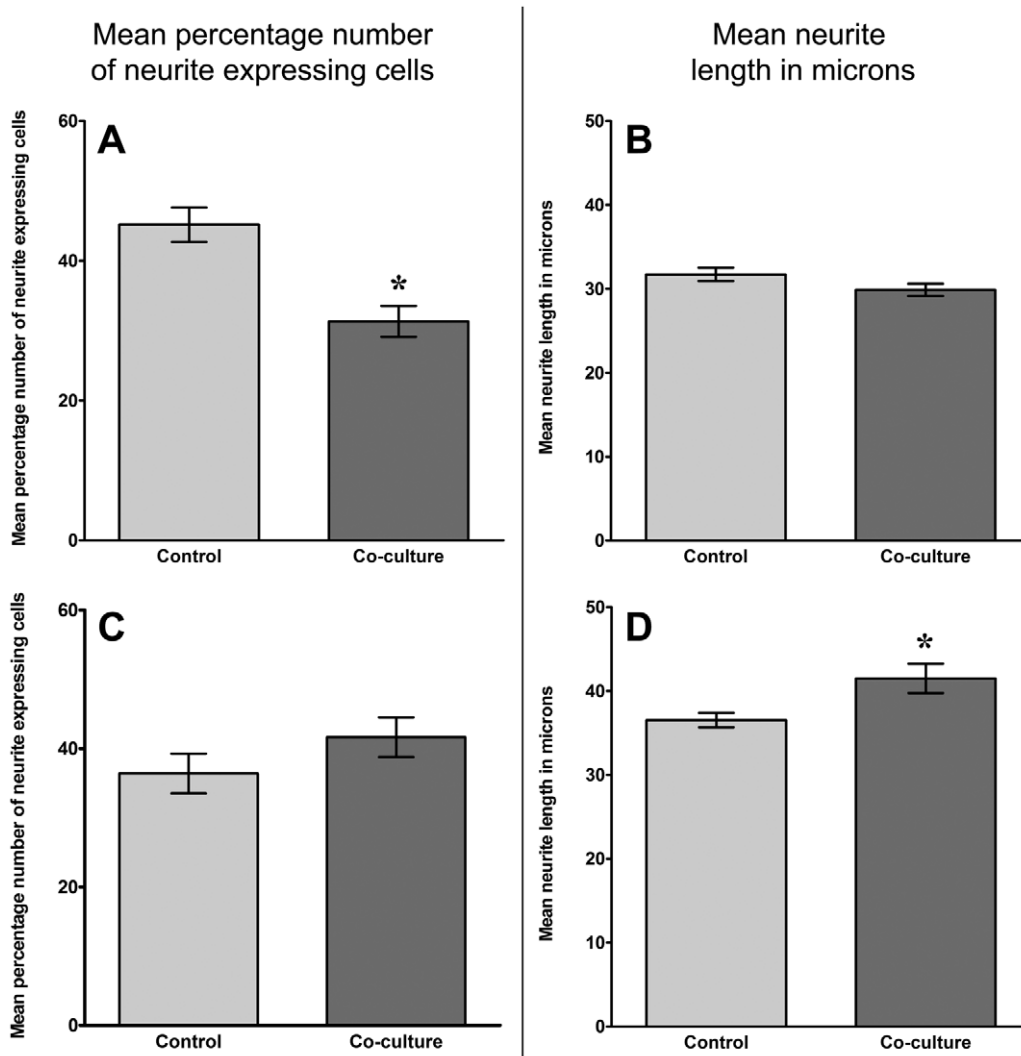 Mean percentage number
of neurite expressing cells
Mean neurite
length in microns
A
Mean percentage number of neurite expressing cells
60
40
20
0
Control Co-culture
*
B
Mean neurite length in microns
50
40
30
20
10
0
Control Co-culture
C
Mean percentage number of neurite expressing cells
60
40
20
0
Control Co-culture
D
Mean neurite length in microns
50
40
30
20
10
0
Control Co-culture
*